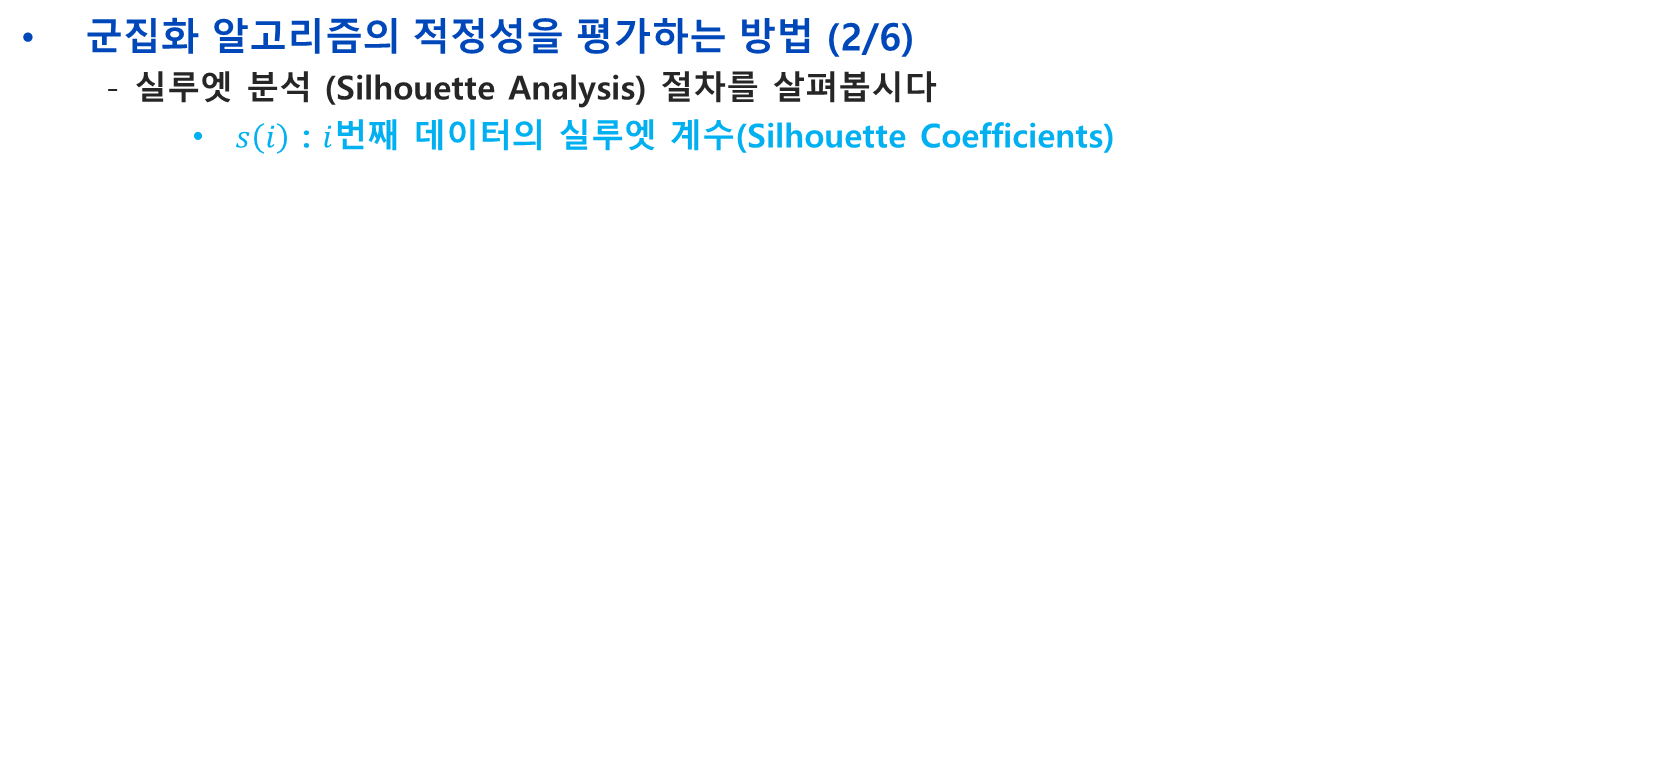 • 군집화 알고리즘의 적정성을 평가하는 방법 (2/6)
- 실루엣 분석 (Silhouette Analysis) 절차를 살펴봅시다
• s(i) : i번째 데이터의 실루엣 계수(Silhouette Coefficients)